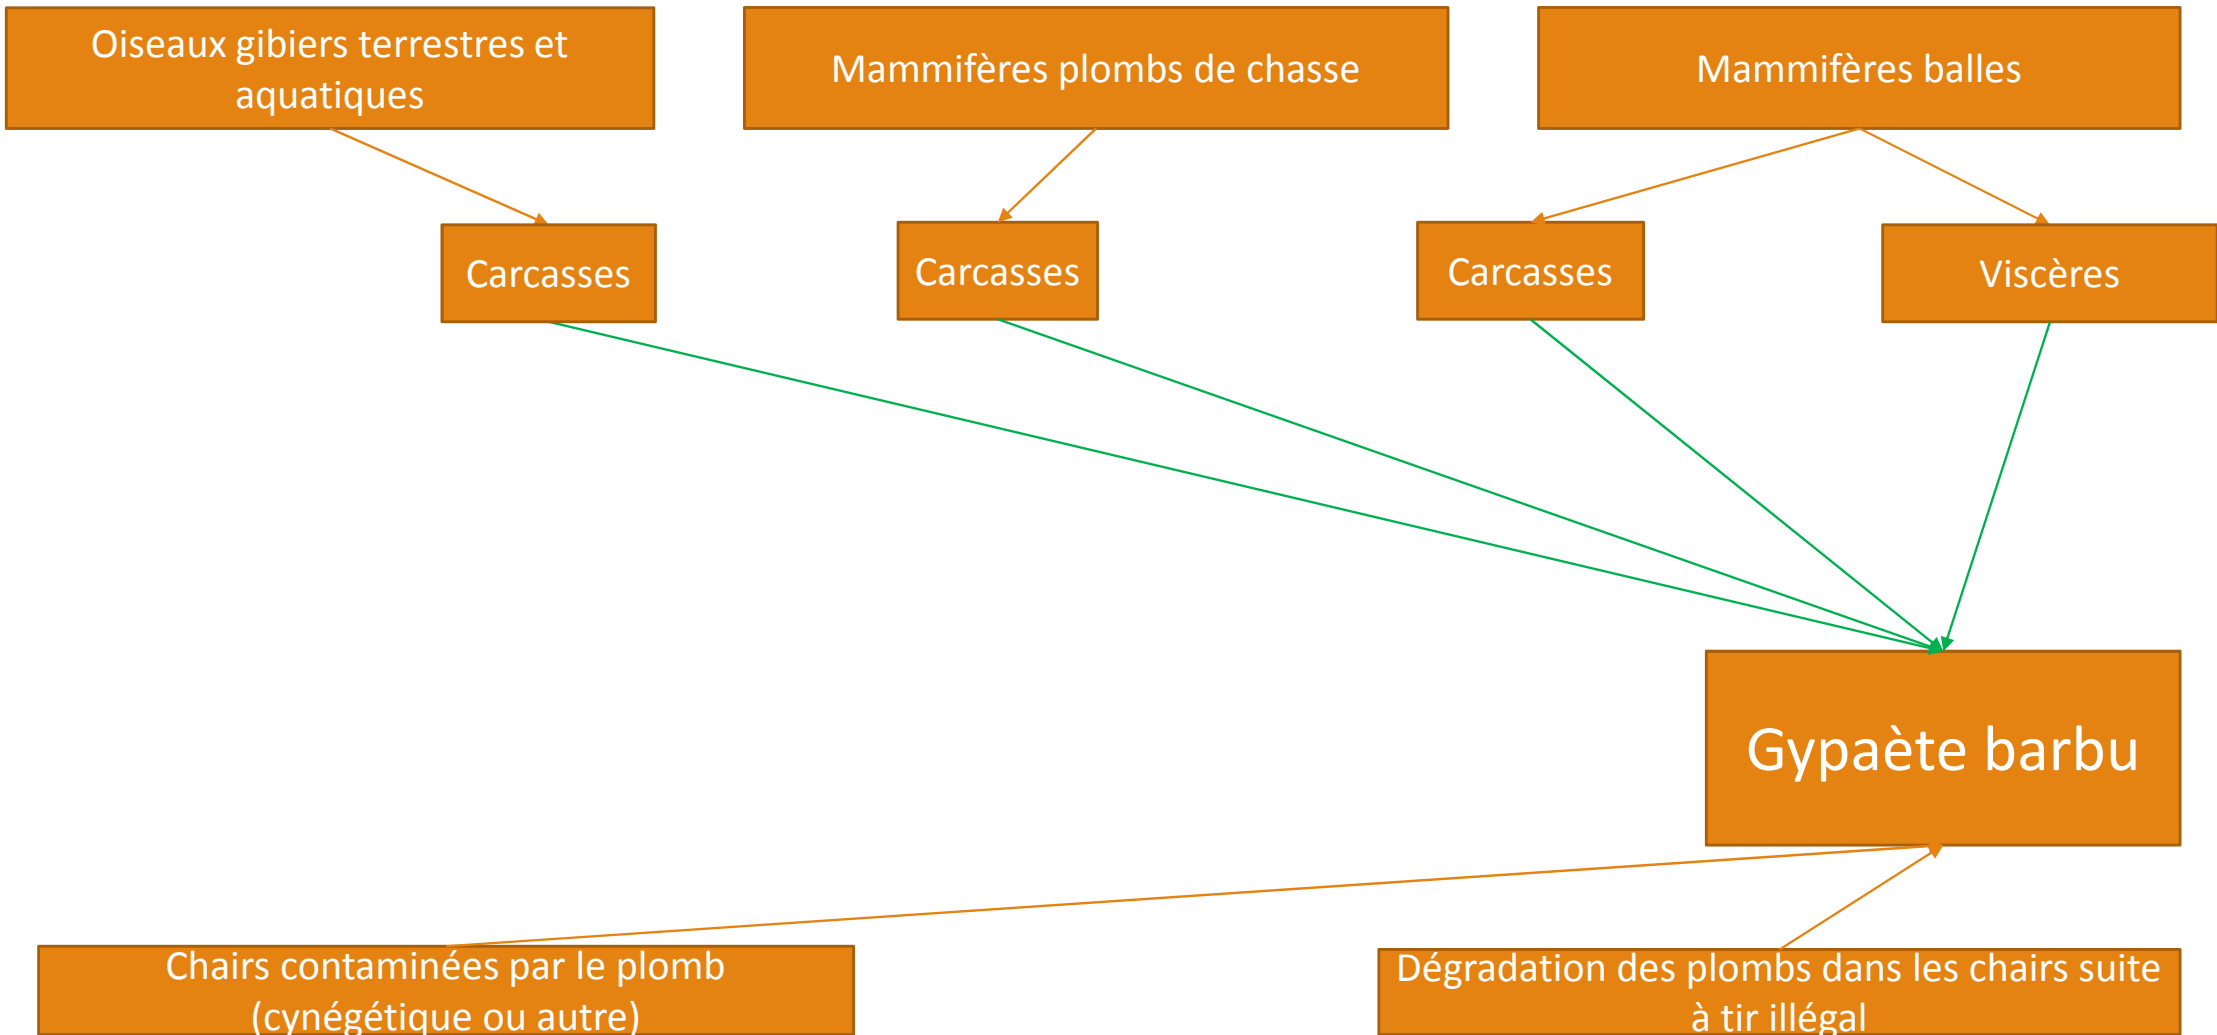 Oiseaux gibiers terrestres et
aquatiques
Mammifères plombs de chasse
Mammifères balles
Carcasses
Carcasses
Carcasses
Viscères
Gypaète barbu
Chairs contaminées par le plomb
(cynégétique ou autre)
Dégradation des plombs dans les chairs suite
à tir illégal